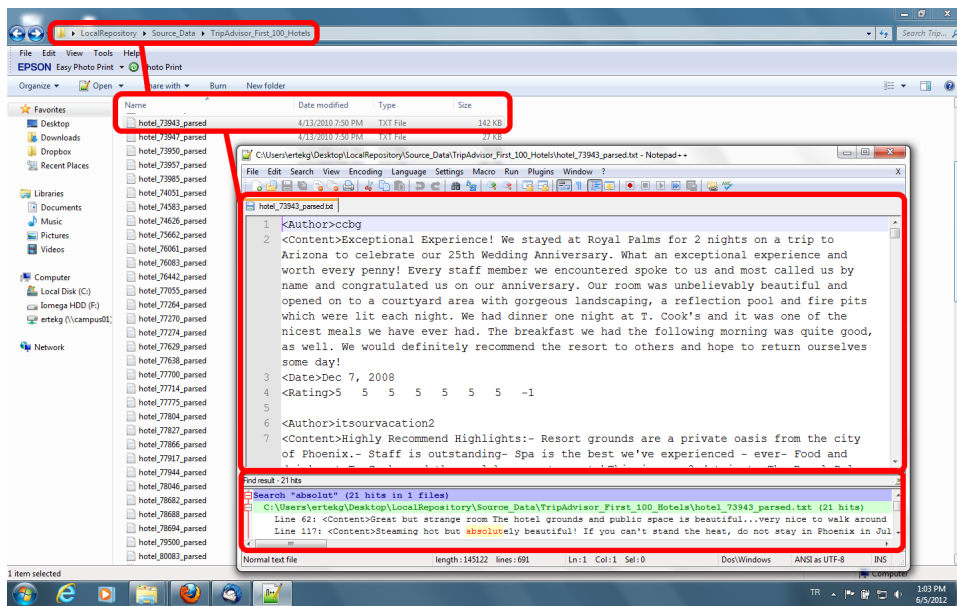 LocalRepository ▸ Source_Data ▸ TripAdvisor_First_100_Hotels
Search Trip...
File Edit View Tools Help
EPSON Easy Photo Print Photo Print
Organize Open Share with Burn New folder
Name Date modified Type Size
hotel_73943_parsed 4/13/2010 7:50 PM TXT File 142 KB
hotel_73947_parsed 4/13/2010 7:50 PM TXT File 27 KB
hotel_73950_parsed
hotel_73957_parsed
hotel_73985_parsed
hotel_74051_parsed
hotel_74583_parsed
hotel_74626_parsed
hotel_75662_parsed
hotel_76061_parsed
hotel_76083_parsed
hotel_76442_parsed
hotel_77055_parsed
hotel_77264_parsed
hotel_77270_parsed
hotel_77274_parsed
hotel_77629_parsed
hotel_77638_parsed
hotel_77700_parsed
hotel_77714_parsed
hotel_77775_parsed
hotel_77804_parsed
hotel_77827_parsed
hotel_77866_parsed
hotel_77917_parsed
hotel_77944_parsed
hotel_78046_parsed
hotel_78682_parsed
hotel_78688_parsed
hotel_78694_parsed
hotel_79500_parsed
hotel_80083_parsed
Favorites
Desktop
Downloads
Dropbox
Recent Places
Libraries
Documents
Music
Pictures
Videos
Computer
Local Disk (C:)
Iomega HDD (F:)
ertekg (\\campus01)
Network
C:\Users\ertekg\Desktop\LocalRepository\Source_Data\TripAdvisor_First_100_Hotels\hotel_73943_parsed.txt - Notepad++
File Edit Search View Encoding Language Settings Macro Run Plugins Window ? X
hotel_73943_parsed.txt
1 <Author>ccbg
2 <Content>Exceptional Experience! We stayed at Royal Palms for 2 nights on a trip to
Arizona to celebrate our 25th Wedding Anniversary. What an exceptional experience and
worth every penny! Every staff member we encountered spoke to us and most called us by
name and congratulated us on our anniversary. Our room was unbelievably beautiful and
opened on to a courtyard area with gorgeous landscaping, a reflection pool and fire pits
which were lit each night. We had dinner one night at T. Cook's and it was one of the
nicest meals we have ever had. The breakfast we had the following morning was quite good,
as well. We would definitely recommend the resort to others and hope to return ourselves
some day!
3 <Date>Dec 7, 2008
4 <Rating>5 5 5 5 5 5 5 -1
5
6 <Author>itsourvacation2
7 <Content>Highly Recommend Highlights:- Resort grounds are a private oasis from the city
of Phoenix.- Staff is outstanding- Spa is the best we've experienced - ever- Food and
Find result - 21 hits
Search "absolut" (21 hits in 1 files)
C:\Users\ertekg\Desktop\LocalRepository\Source_Data\TripAdvisor_First_100_Hotels\hotel_73943_parsed.txt (21 hits)
Line 62: <Content>Great but strange room The hotel grounds and public space is beautiful...very nice to walk around
Line 117: <Content>Steaming hot but absolutely beautiful! If you can't stand the heat, do not stay in Phoenix in Jul
Normal text file length : 145122 lines : 691 Ln : 1 Col : 1 Sel : 0 Dos\Windows ANSI as UTF-8 INS
1 item selected Computer
TR 1:03 PM
6/5/2012